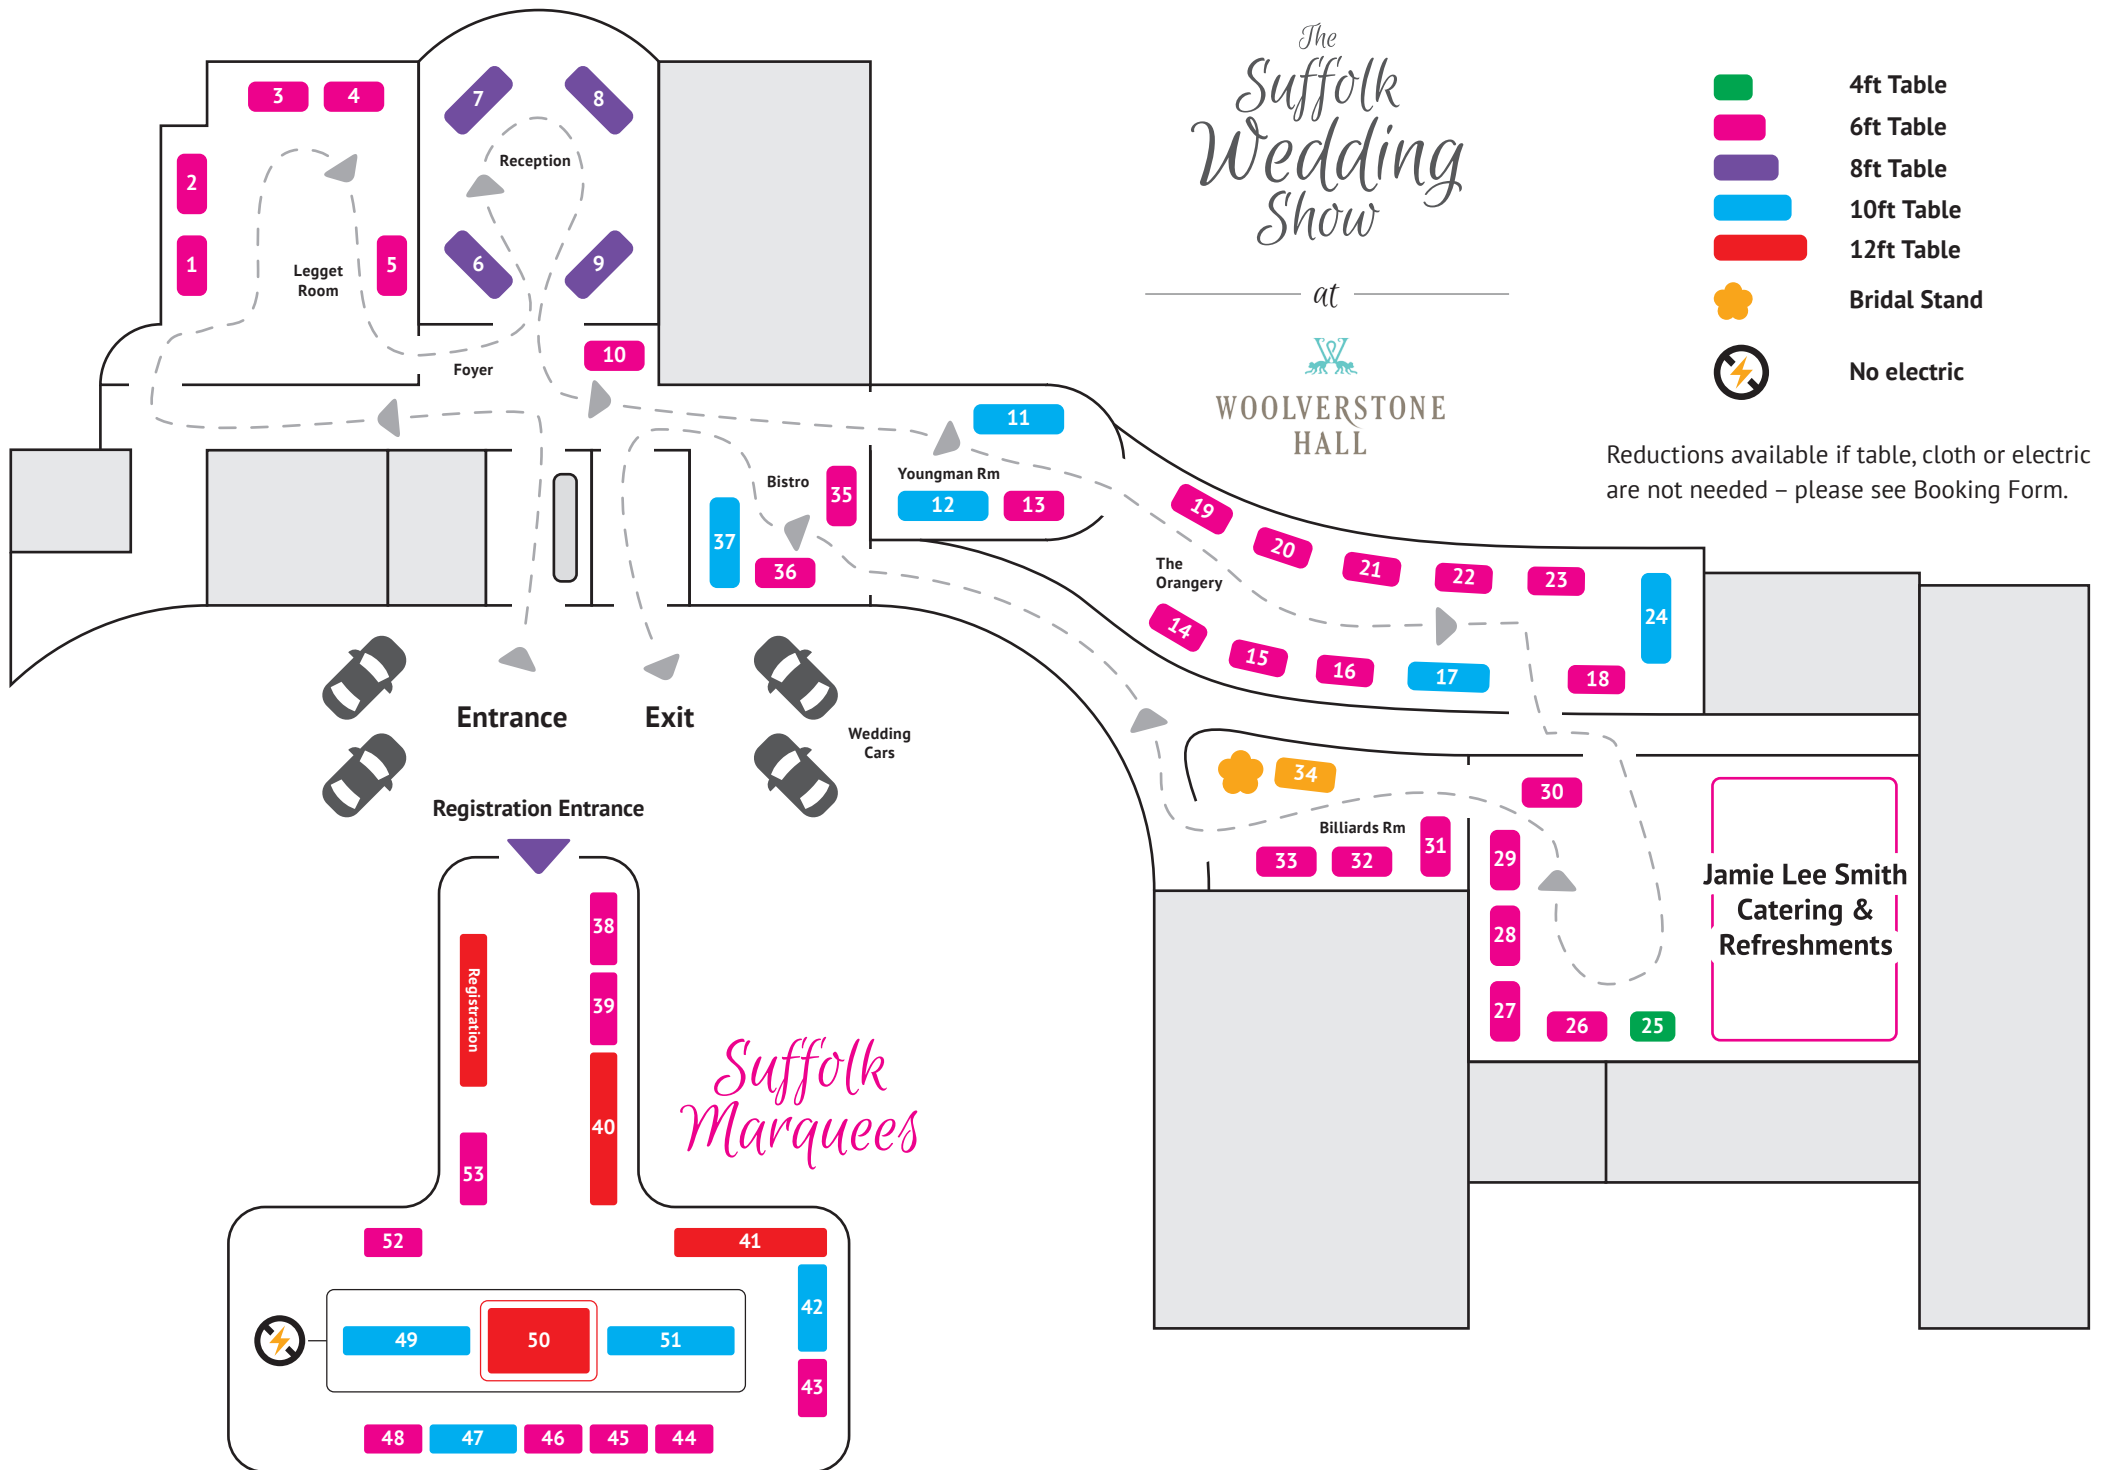 The
Suffolk
Wedding
Show
at
W
WOOLVERSTONE
HALL
4ft Table
6ft Table
8ft Table
10ft Table
12ft Table
Bridal Stand
No electric
Reductions available if table, cloth or electric
are not needed – please see Booking Form.
3
4
2
1
5
Legget
Room
7
8
Reception
6
9
10
Foyer
11
Youngman Rm
12
13
Bistro
35
37
36
19
20
21
22
23
24
The
Orangery
14
15
16
17
18
Entrance
Exit
Wedding
Cars
34
Billiards Rm
33
32
31
30
29
28
27
26
25
Jamie Lee Smith
Catering &
Refreshments
Registration Entrance
Registration
38
39
40
53
Suffolk
Marquees
52
41
42
43
49
50
51
48
47
46
45
44